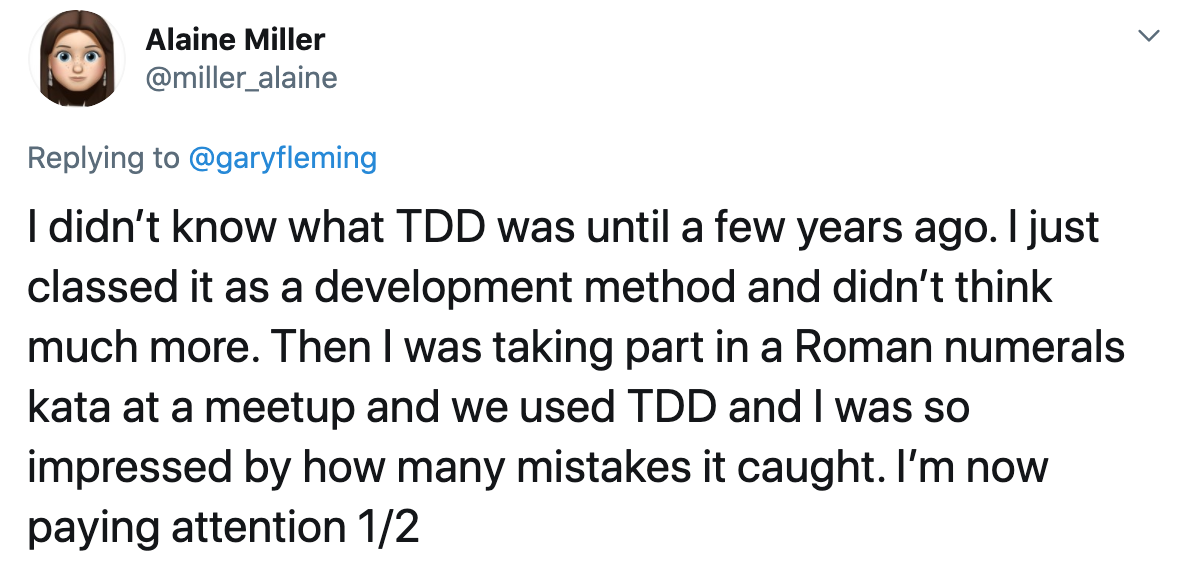 Alaine Miller
@miller_alaine
Replying to @garyfleming
I didn’t know what TDD was until a few years ago. I just
classed it as a development method and didn’t think
much more. Then I was taking part in a Roman numerals
kata at a meetup and we used TDD and I was so
impressed by how many mistakes it caught. I’m now
paying attention 1/2